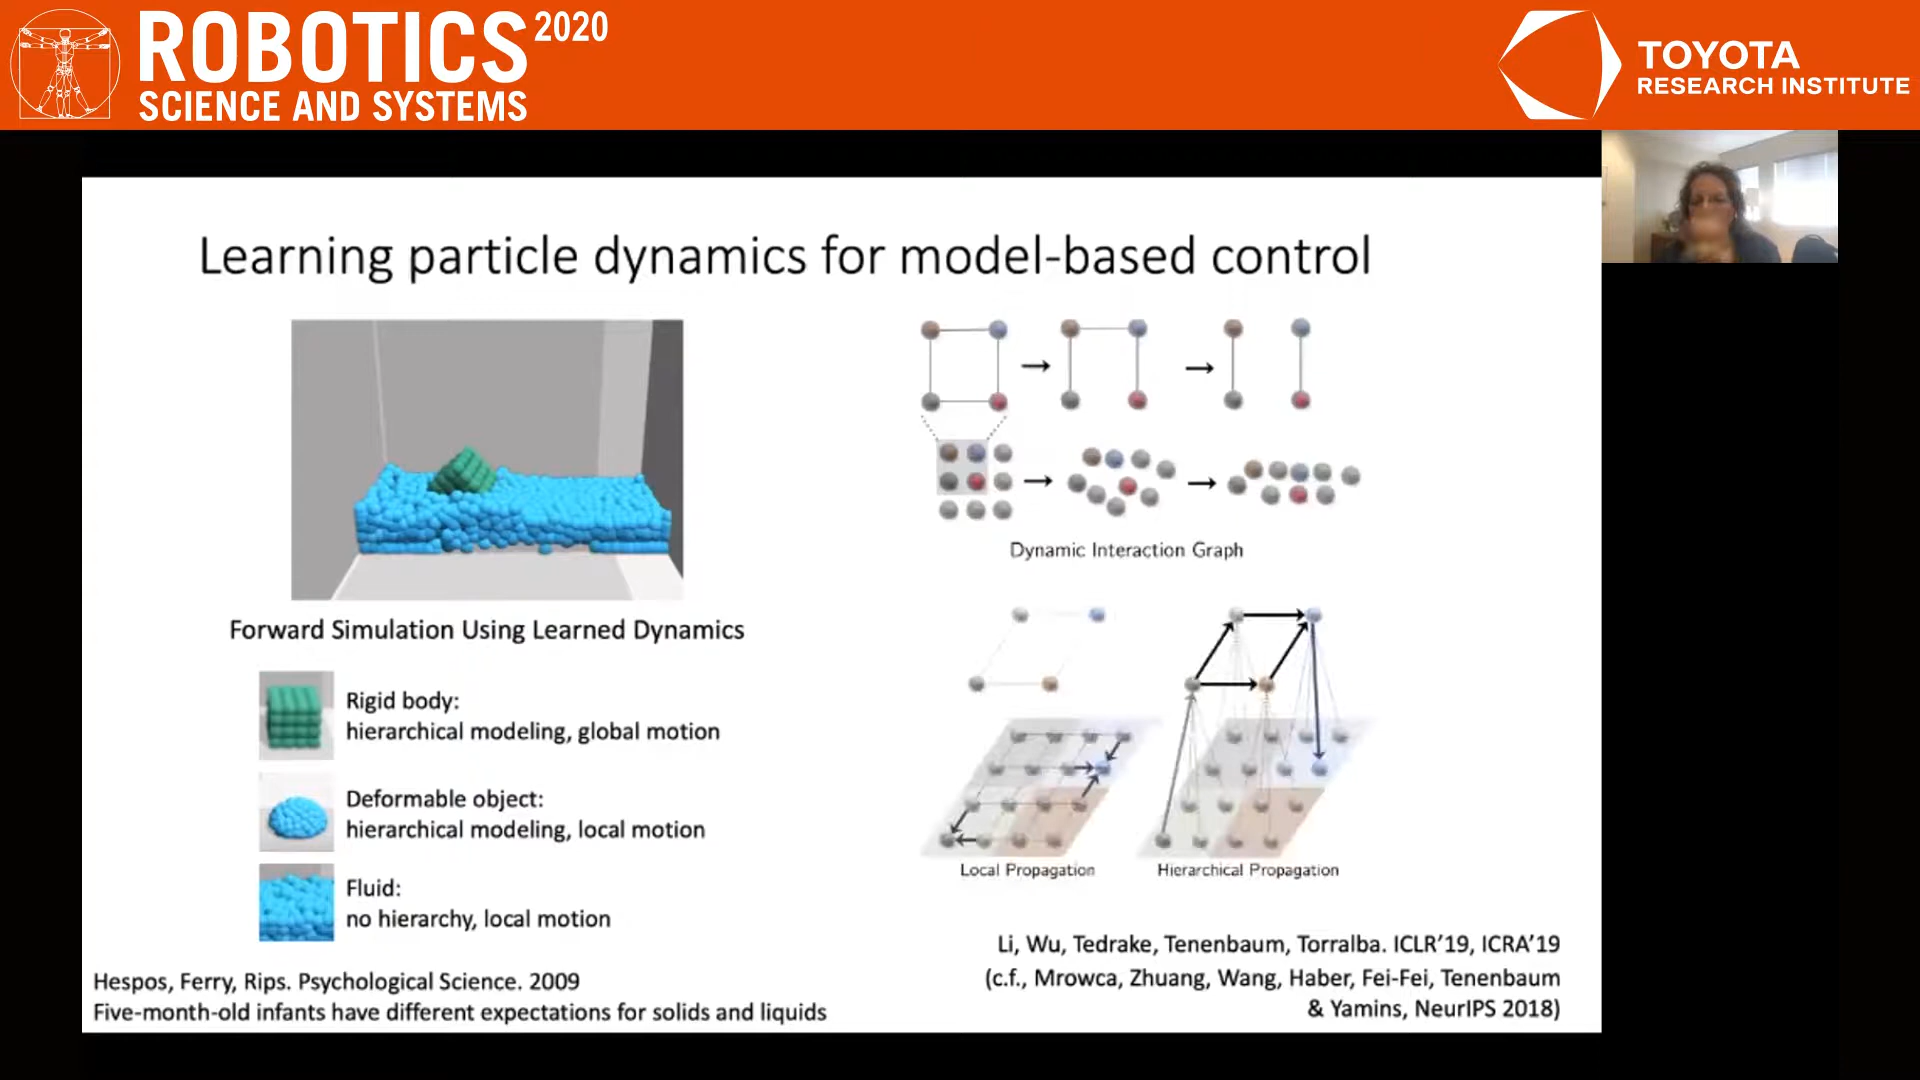 ROBOTICS 2020
SCIENCE AND SYSTEMS
TOYOTA
RESEARCH INSTITUTE
Learning particle dynamics for model-based control
Forward Simulation Using Learned Dynamics
Rigid body:
hierarchical modeling, global motion
Deformable object:
hierarchical modeling, local motion
Fluid:
no hierarchy, local motion
Hespos, Ferry, Rips. Psychological Science. 2009
Five-month-old infants have different expectations for solids and liquids
Dynamic Interaction Graph
Local Propagation
Hierarchical Propagation
Li, Wu, Tedrake, Tenenbaum, Torralba. ICLR'19, ICRA'19
(c.f., Mrowca, Zhuang, Wang, Haber, Fei-Fei, Tenenbaum
& Yamins, NeurIPS 2018)